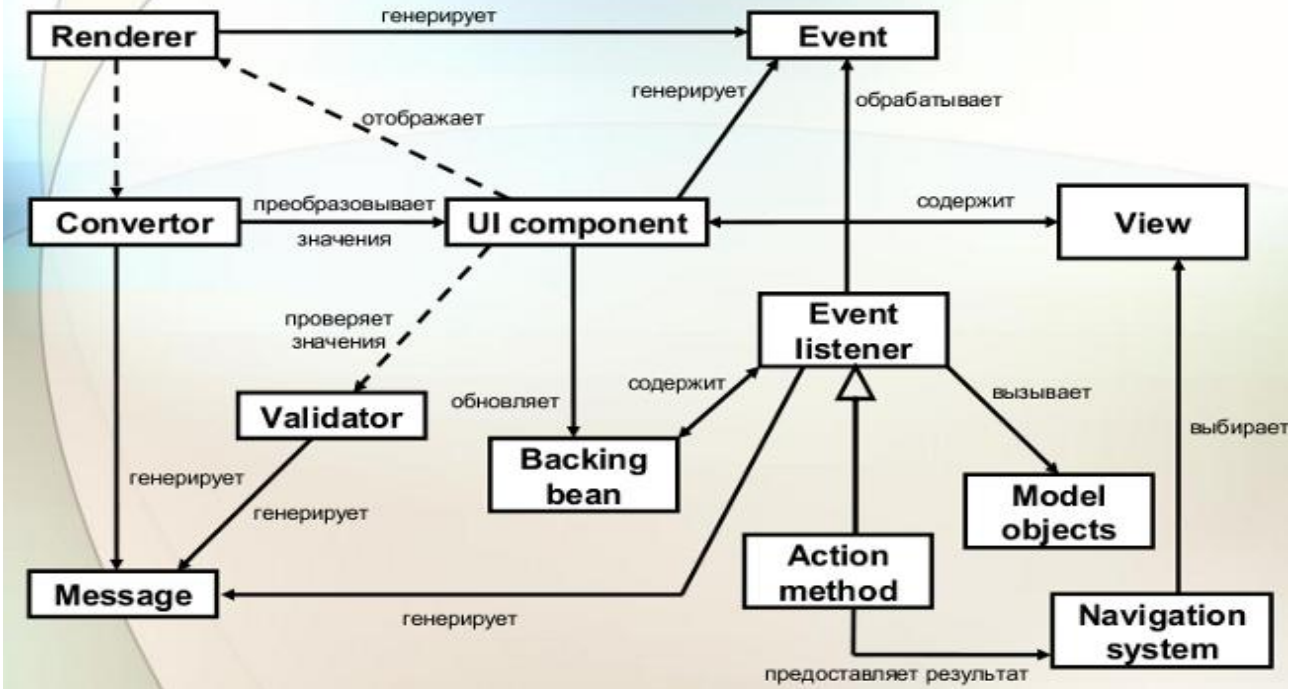 генерирует
Renderer
Event
генерирует
обрабатывает
отображает
Convertor
преобразовывает
значения
UI component
содержит
View
проверяет
значения
Event
listener
содержит
вызывает
обновляет
Validator
выбирает
Backing
bean
генерирует
генерирует
Model
objects
Action
method
Message
генерирует
Navigation
system
предоставляет результат